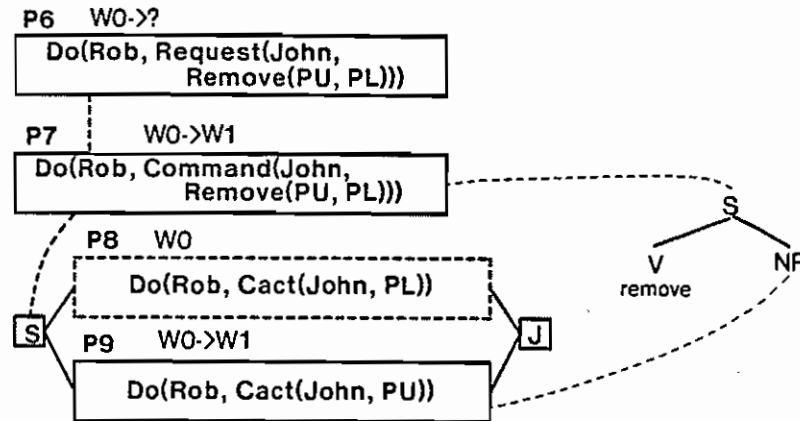 P6 W0->?
Do(Rob, Request(John,
Remove(PU, PL)))
P7 W0->W1
Do(Rob, Command(John,
Remove(PU, PL)))
S
P8 W0
V
NP
remove
Do(Rob, Cact(John, PL))
S
J
P9 W0->W1
Do(Rob, Cact(John, PU))